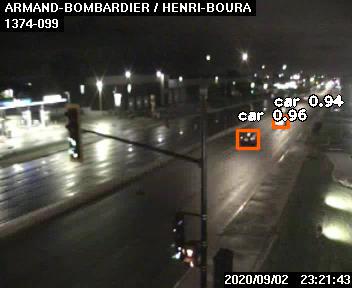 ARMAND-BOMBARDIER / HENRI-BOURA
1374-099
car 0.94
car 0.96
2020/09/02 23:21:43